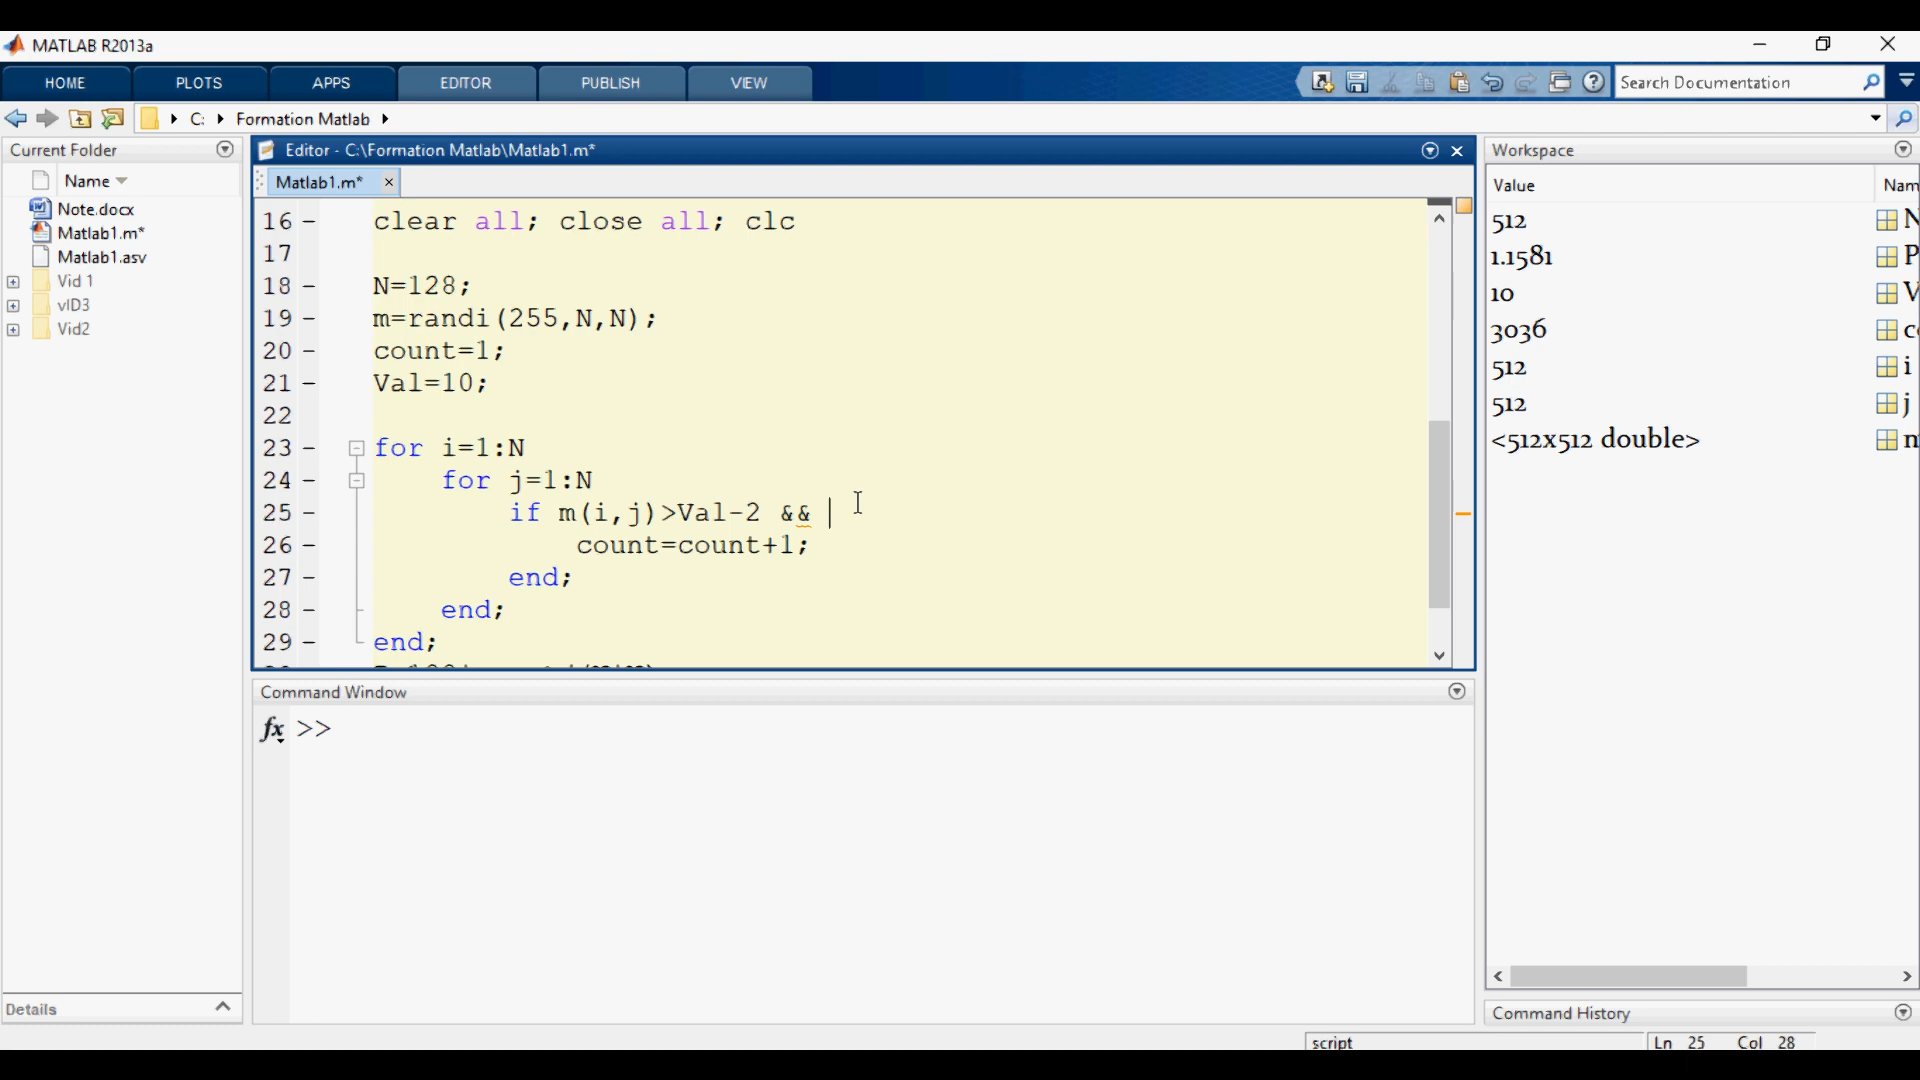 MATLAB R2013a
HOME PLOTS APPS EDITOR PUBLISH VIEW Search Documentation
C: Formation Matlab
Current Folder
Name
Note.docx
Matlab1.m*
Matlab1.asv
Vid 1
vID3
Vid2
Details
Editor - C:\Formation Matlab\Matlab1.m*
Matlab1.m*
16 - clear all; close all; clc
17
18 - N=128;
19 - m=randi(255,N,N);
20 - count=1;
21 - Val=10;
22
23 - for i=1:N
24 - for j=1:N
25 - if m(i,j)>Val-2 &&
26 - count=count+1;
27 - end;
28 - end;
29 - end;
Command Window
fx >>
Workspace
Value Nam
512 N
1.1581 P
10 V
3036 c
512 i
512 j
<512x512 double> m
Command History
script Ln 25 Col 28